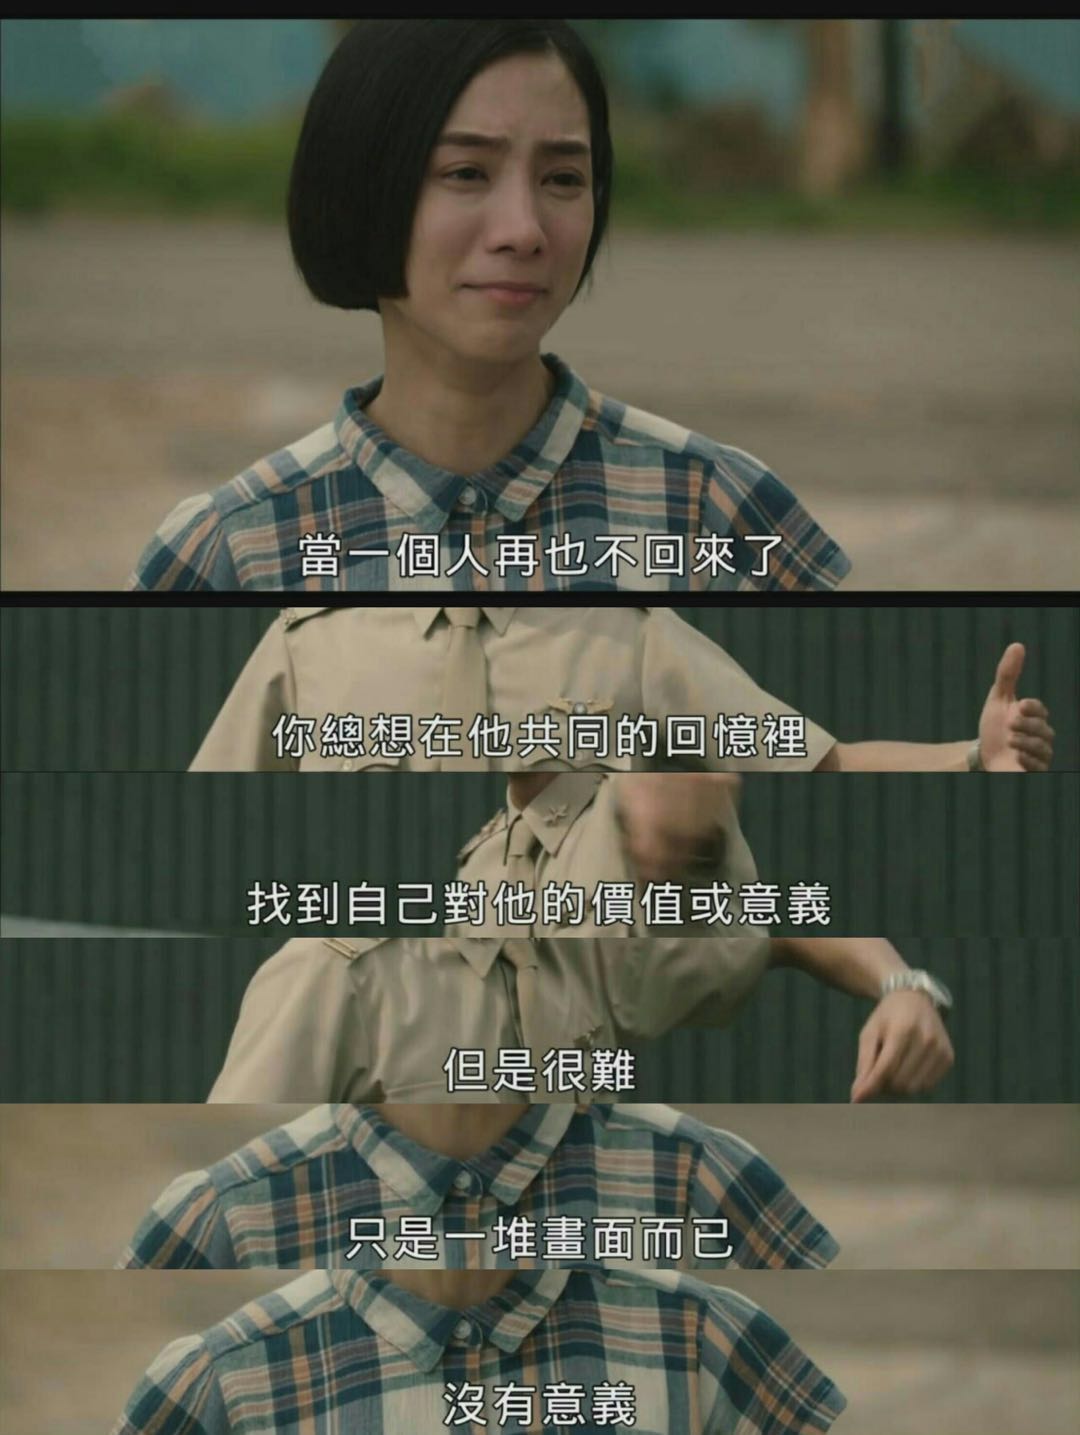 當一個人再也不回來了
你總想在他共同的回憶裡
找到自己對他的價值或意義
但是很難
只是一堆畫面而已
沒有意義